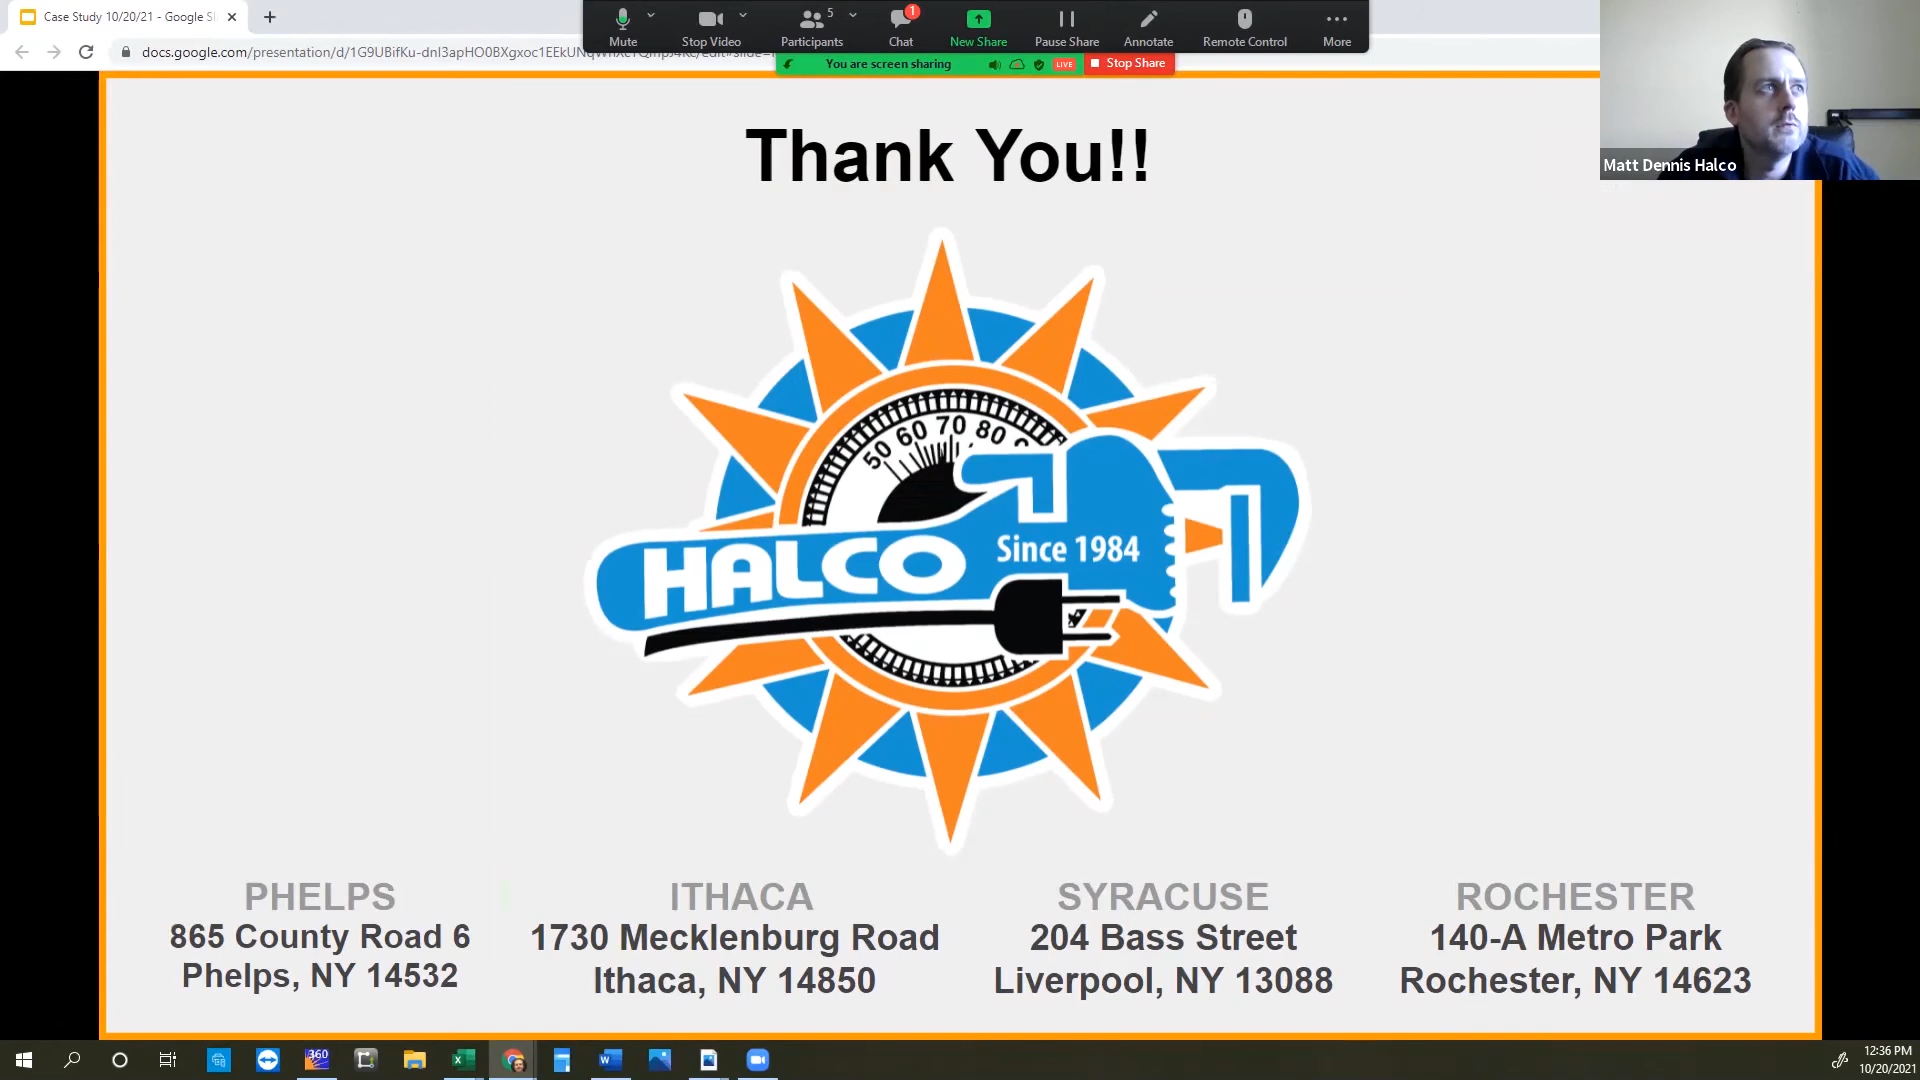 Case Study 10/20/21 - Google Sl
docs.google.com/presentation/d/
Mute
Stop Video
5
Participants
1
Chat
New Share
Pause Share
Annotate
Remote Control
More
You are screen sharing
LIVE
Stop Share
Matt Dennis Halco
Thank You!!
50 60 70 80
HALCO
Since 1984
PHELPS
865 County Road 6
Phelps, NY 14532
ITHACA
1730 Mecklenburg Road
Ithaca, NY 14850
SYRACUSE
204 Bass Street
Liverpool, NY 13088
ROCHESTER
140-A Metro Park
Rochester, NY 14623
360
12:36 PM
10/20/2021